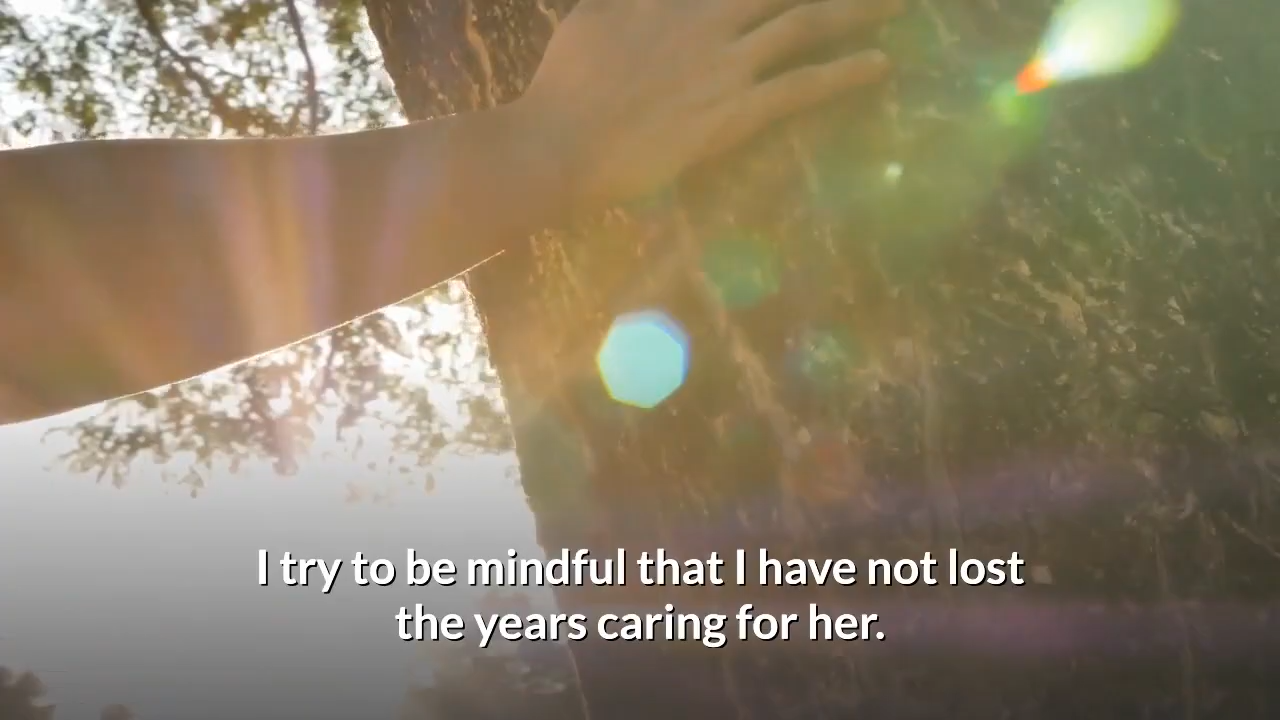 I try to be mindful that I have not lost
the years caring for her.